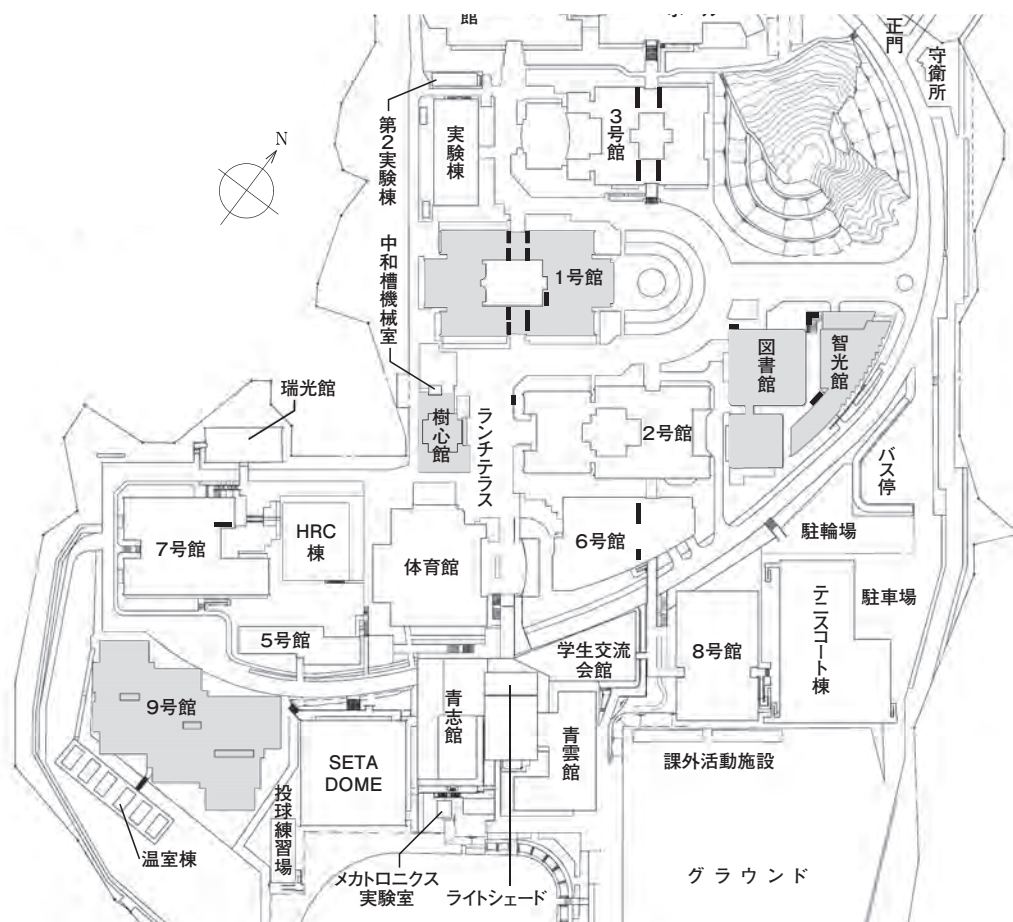 館
正門
守衛所
N
第2実験棟
実験棟
3号館
中和槽機械室
1号館
図書館
智光館
瑞光館
樹心館
ランチテラス
2号館
バス停
7号館
HRC
棟
体育館
6号館
駐輪場
駐車場
テニスコート棟
5号館
学生交流
会館
8号館
9号館
青志館
SETA
DOME
青雲館
課外活動施設
投球練習場
温室棟
メカトロニクス
実験室
ライトシェード
グラウンド